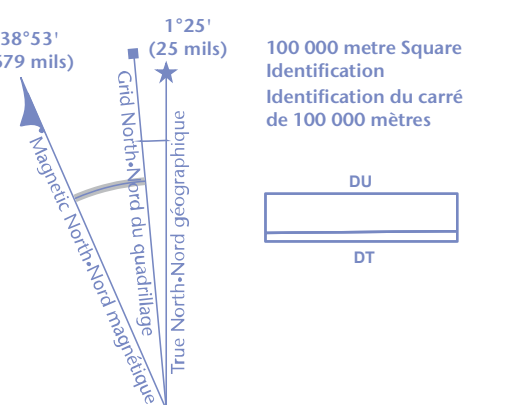 1°25'
(25 mils)
38°53'
mils)
Grid North•Nord du quadrillage
Magnetic North•Nord magnétique
True North•Nord géographique
100 000 metre Square
Identification
Identification du carré
de 100 000 mètres
DU
DT